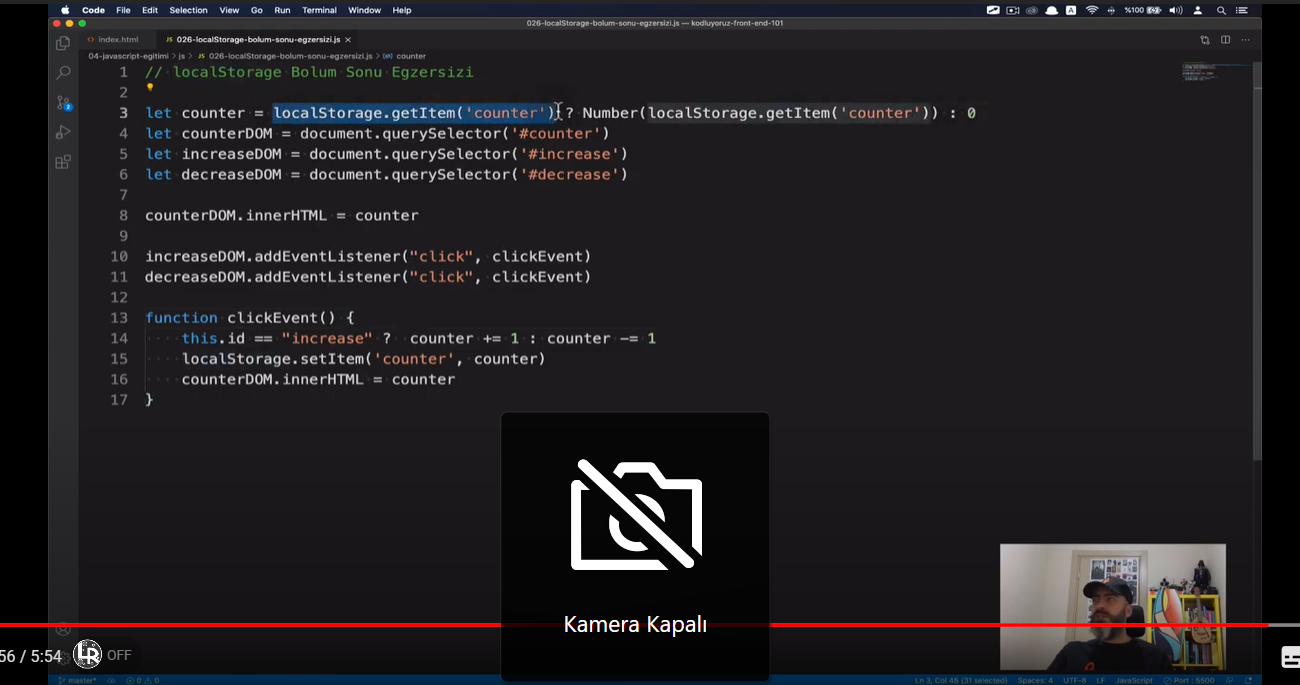 Code File Edit Selection View Go Run Terminal Window Help
%100
026-localStorage-bolum-sonu-egzersizi.js — kodluyoruz-front-end-101
<> index.html JS 026-localStorage-bolum-sonu-egzersizi.js ×
04-javascript-egitimi > js > JS 026-localStorage-bolum-sonu-egzersizi.js > counter
1 // localStorage Bolum Sonu Egzersizi
2
3 let counter = localStorage.getItem('counter') ? Number(localStorage.getItem('counter')) : 0
4 let counterDOM = document.querySelector('#counter')
5 let increaseDOM = document.querySelector('#increase')
6 let decreaseDOM = document.querySelector('#decrease')
7
8 counterDOM.innerHTML = counter
9
10 increaseDOM.addEventListener("click", clickEvent)
11 decreaseDOM.addEventListener("click", clickEvent)
12
13 function clickEvent() {
14 this.id == "increase" ? counter += 1 : counter -= 1
15 localStorage.setItem('counter', counter)
16 counterDOM.innerHTML = counter
17 }
Kamera Kapalı
56 / 5:54 OFF
master* 0 0 Ln 3, Col 46 (31 selected) Spaces: 4 UTF-8 LF JavaScript Port : 5500